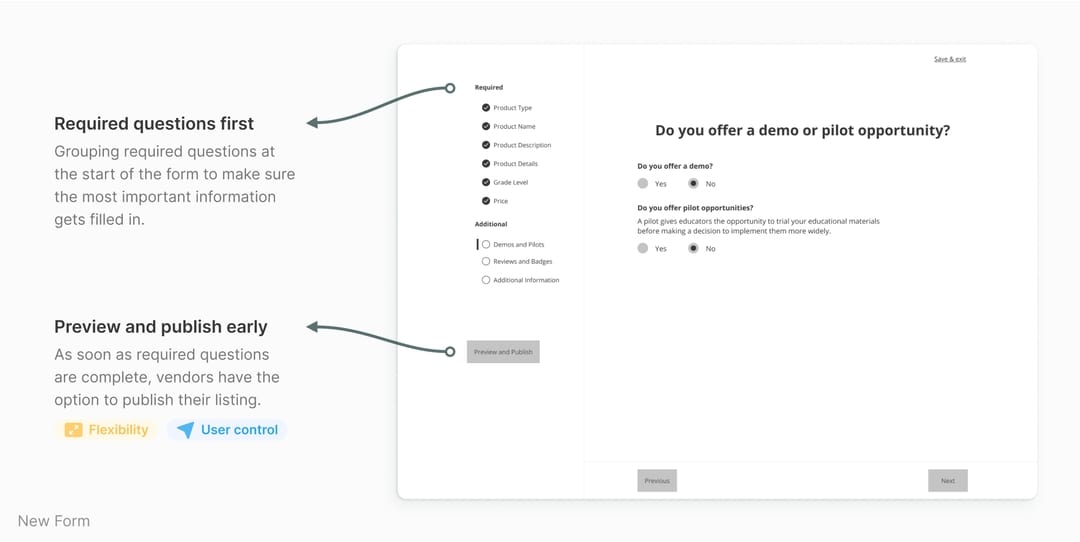 Required questions first
Grouping required questions at
the start of the form to make sure
the most important information
gets filled in.
Preview and publish early
As soon as required questions
are complete, vendors have the
option to publish their listing.
Flexibility
User control
New Form
Required
Product Type
Product Name
Product Description
Product Details
Grade Level
Price
Additional
Demos and Pilots
Reviews and Badges
Additional Information
Preview and Publish
Save & exit
Do you offer a demo or pilot opportunity?
Do you offer a demo?
Yes No
Do you offer pilot opportunities?
A pilot gives educators the opportunity to trial your educational materials
before making a decision to implement them more widely.
Yes No
Previous
Next